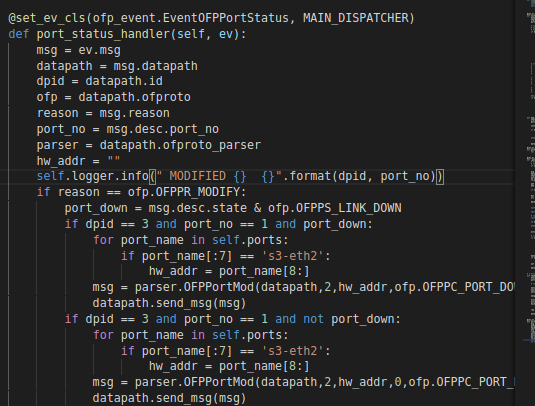 @set_ev_cls(ofp_event.EventOFPPortStatus, MAIN_DISPATCHER)
def port_status_handler(self, ev):
    msg = ev.msg
    datapath = msg.datapath
    dpid = datapath.id
    ofp = datapath.ofproto
    reason = msg.reason
    port_no = msg.desc.port_no
    parser = datapath.ofproto_parser
    hw_addr = ""
    self.logger.info(" MODIFIED {}  {}".format(dpid, port_no))
    if reason == ofp.OFPPR_MODIFY:
        port_down = msg.desc.state & ofp.OFPPS_LINK_DOWN
        if dpid == 3 and port_no == 1 and port_down:
            for port_name in self.ports:
                if port_name[:7] == 's3-eth2':
                    hw_addr = port_name[8:]
            msg = parser.OFPPortMod(datapath,2,hw_addr,ofp.OFPPC_PORT_DO
            datapath.send_msg(msg)
        if dpid == 3 and port_no == 1 and not port_down:
            for port_name in self.ports:
                if port_name[:7] == 's3-eth2':
                    hw_addr = port_name[8:]
            msg = parser.OFPPortMod(datapath,2,hw_addr,0,ofp.OFPPC_PORT_
            datapath.send_msg(msg)